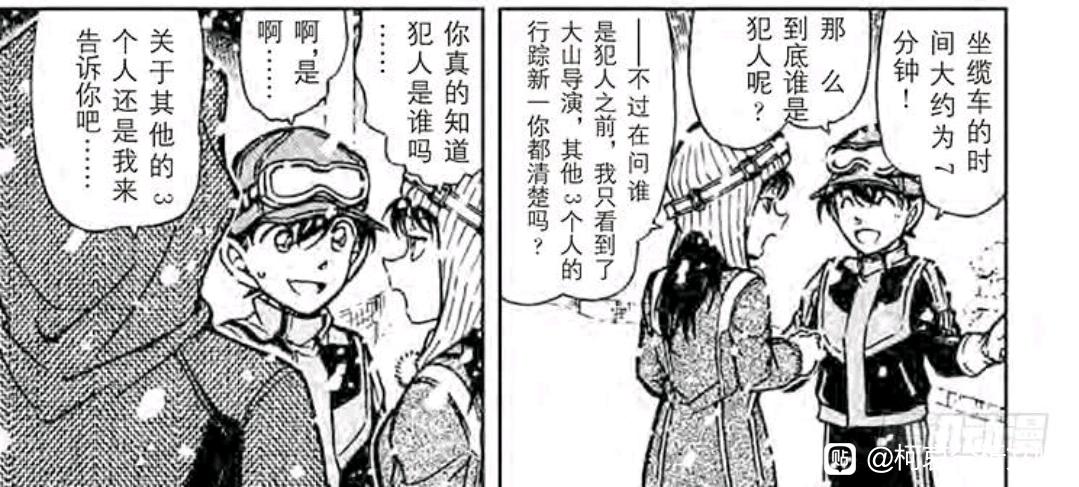 坐缆车的时
间大约为7
分钟！
那么
到底谁是
犯人呢？
——不过在问谁
是犯人之前，我只看到了
大山导演，其他3个人的
行踪新一你都清楚吗？
你真的知道
犯人是谁吗
……
啊，是
啊……
关于其他的3
个人还是我来
告诉你吧……
贴